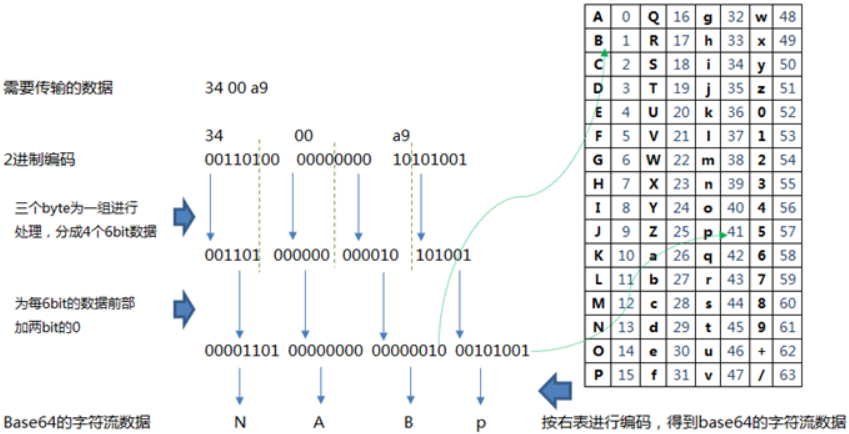 需要传输的数据 34 00 a9
34 00 a9
2进制编码 00110100 00000000 10101001
三个byte为一组进行
处理，分成4个6bit数据
001101 000000 000010 101001
为每6bit的数据前部
加两bit的0
00001101 00000000 00000010 00101001
Base64的字符流数据 N A B p
A 0 Q 16 g 32 w 48
B 1 R 17 h 33 x 49
C 2 S 18 i 34 y 50
D 3 T 19 j 35 z 51
E 4 U 20 k 36 0 52
F 5 V 21 l 37 1 53
G 6 W 22 m 38 2 54
H 7 X 23 n 39 3 55
I 8 Y 24 o 40 4 56
J 9 Z 25 p 41 5 57
K 10 a 26 q 42 6 58
L 11 b 27 r 43 7 59
M 12 c 28 s 44 8 60
N 13 d 29 t 45 9 61
O 14 e 30 u 46 + 62
P 15 f 31 v 47 / 63
按右表进行编码，得到base64的字符流数据